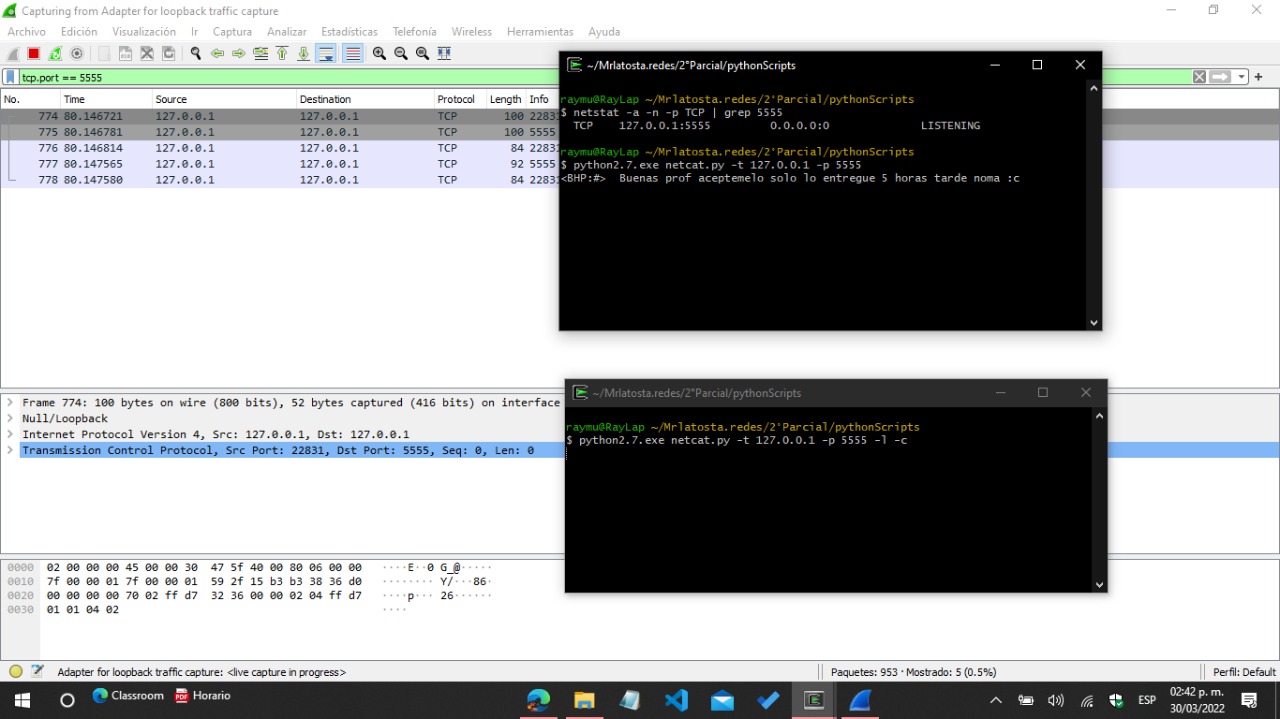 Capturing from Adapter for loopback traffic capture
Archivo Edición Visualización Ir Captura Analizar Estadísticas Telefonía Wireless Herramientas Ayuda
tcp.port == 5555
No. Time Source Destination Protocol Length Info
774 80.146721 127.0.0.1 127.0.0.1 TCP 100 22831
775 80.146781 127.0.0.1 127.0.0.1 TCP 100 5555
776 80.146814 127.0.0.1 127.0.0.1 TCP 84 22831
777 80.147565 127.0.0.1 127.0.0.1 TCP 92 5555
778 80.147580 127.0.0.1 127.0.0.1 TCP 84 22831
~/Mrlatosta.redes/2°Parcial/pythonScripts
raymu@RayLap ~/Mrlatosta.redes/2°Parcial/pythonScripts
$ netstat -a -n -p TCP | grep 5555
TCP 127.0.0.1:5555 0.0.0.0:0 LISTENING
raymu@RayLap ~/Mrlatosta.redes/2°Parcial/pythonScripts
$ python2.7.exe netcat.py -t 127.0.0.1 -p 5555
<BHP:#> Buenas prof aceptemelo solo lo entregue 5 horas tarde noma :c
~/Mrlatosta.redes/2°Parcial/pythonScripts
raymu@RayLap ~/Mrlatosta.redes/2°Parcial/pythonScripts
$ python2.7.exe netcat.py -t 127.0.0.1 -p 5555 -l -c
Frame 774: 100 bytes on wire (800 bits), 52 bytes captured (416 bits) on interface
Null/Loopback
Internet Protocol Version 4, Src: 127.0.0.1, Dst: 127.0.0.1
Transmission Control Protocol, Src Port: 22831, Dst Port: 5555, Seq: 0, Len: 0
0000 02 00 00 00 45 00 00 30 47 5f 40 00 80 06 00 00 ····E··0 G_@·····
0010 7f 00 00 01 7f 00 00 01 59 2f 15 b3 b3 38 36 d0 ········ Y/···86·
0020 00 00 00 00 70 02 ff d7 32 36 00 00 02 04 ff d7 ····p··· 26······
0030 01 01 04 02 ····
Adapter for loopback traffic capture: <live capture in progress> Paquetes: 953 · Mostrado: 5 (0.5%) Perfil: Default
Classroom Horario ESP 02:42 p. m.
30/03/2022